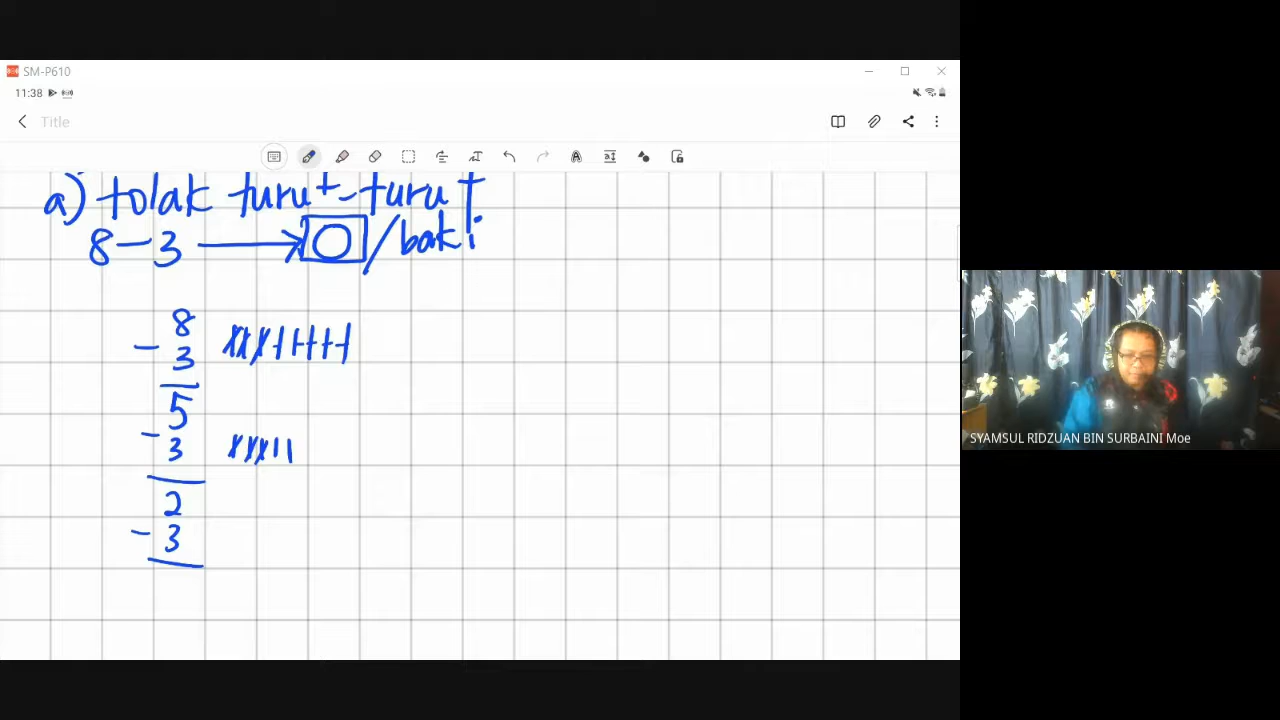 SM-P610
11:38
Title
a) tolak turut-turut
8-3 → 0 /baki
8
- 3
5
- 3
2
- 3
SYAMSUL RIDZUAN BIN SURBAINI Moe